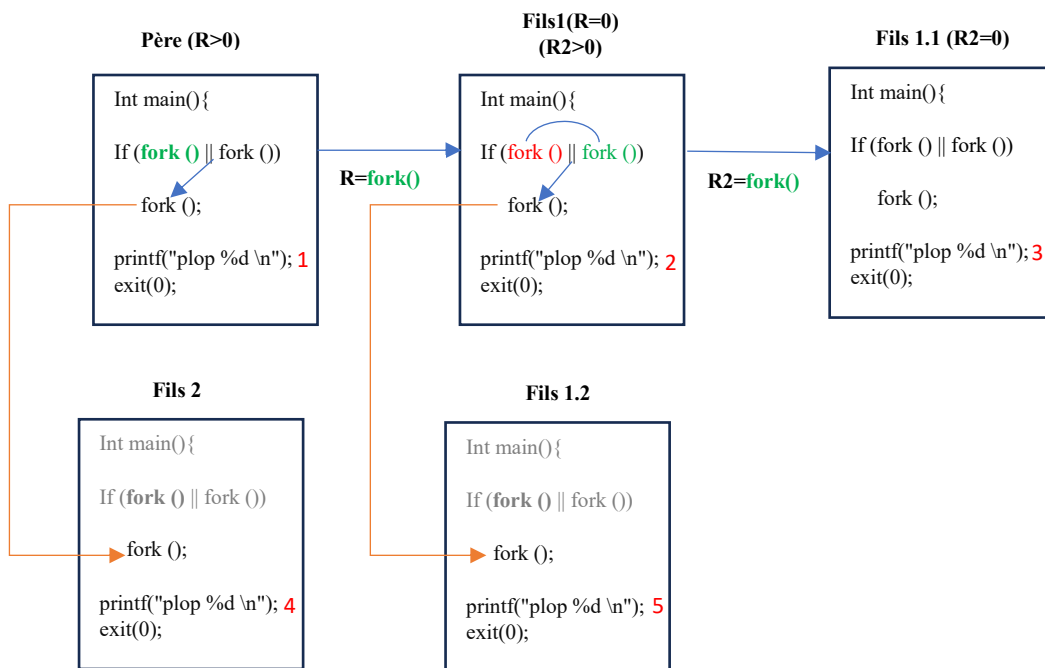 Père (R>0)
Int main(){
If (fork () || fork ())
fork ();
printf("plop %d \n"); 1
exit(0);
R=fork()
Fils1(R=0)
(R2>0)
Int main(){
If (fork () || fork ())
fork ();
printf("plop %d \n"); 2
exit(0);
R2=fork()
Fils 1.1 (R2=0)
Int main(){
If (fork () || fork ())
fork ();
printf("plop %d \n"); 3
exit(0);
Fils 2
Int main(){
If (fork () || fork ())
fork ();
printf("plop %d \n"); 4
exit(0);
Fils 1.2
Int main(){
If (fork () || fork ())
fork ();
printf("plop %d \n"); 5
exit(0);